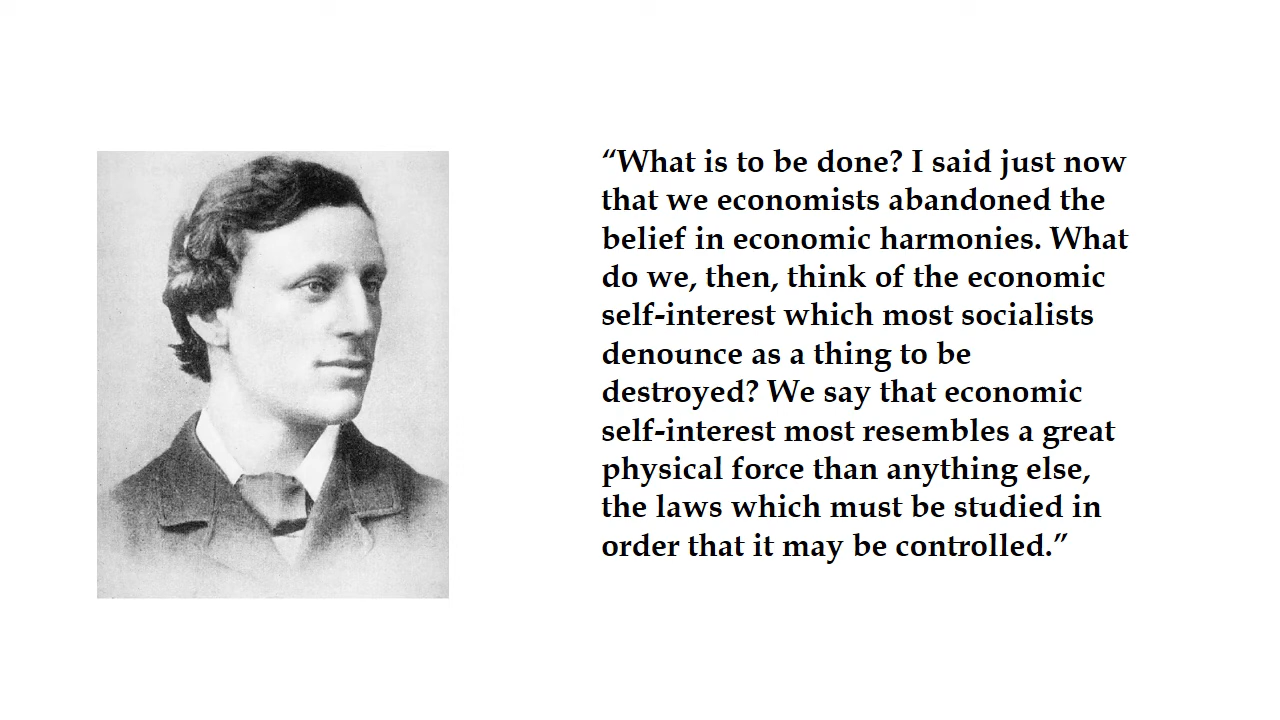 “What is to be done? I said just now
that we economists abandoned the
belief in economic harmonies. What
do we, then, think of the economic
self-interest which most socialists
denounce as a thing to be
destroyed? We say that economic
self-interest most resembles a great
physical force than anything else,
the laws which must be studied in
order that it may be controlled.”